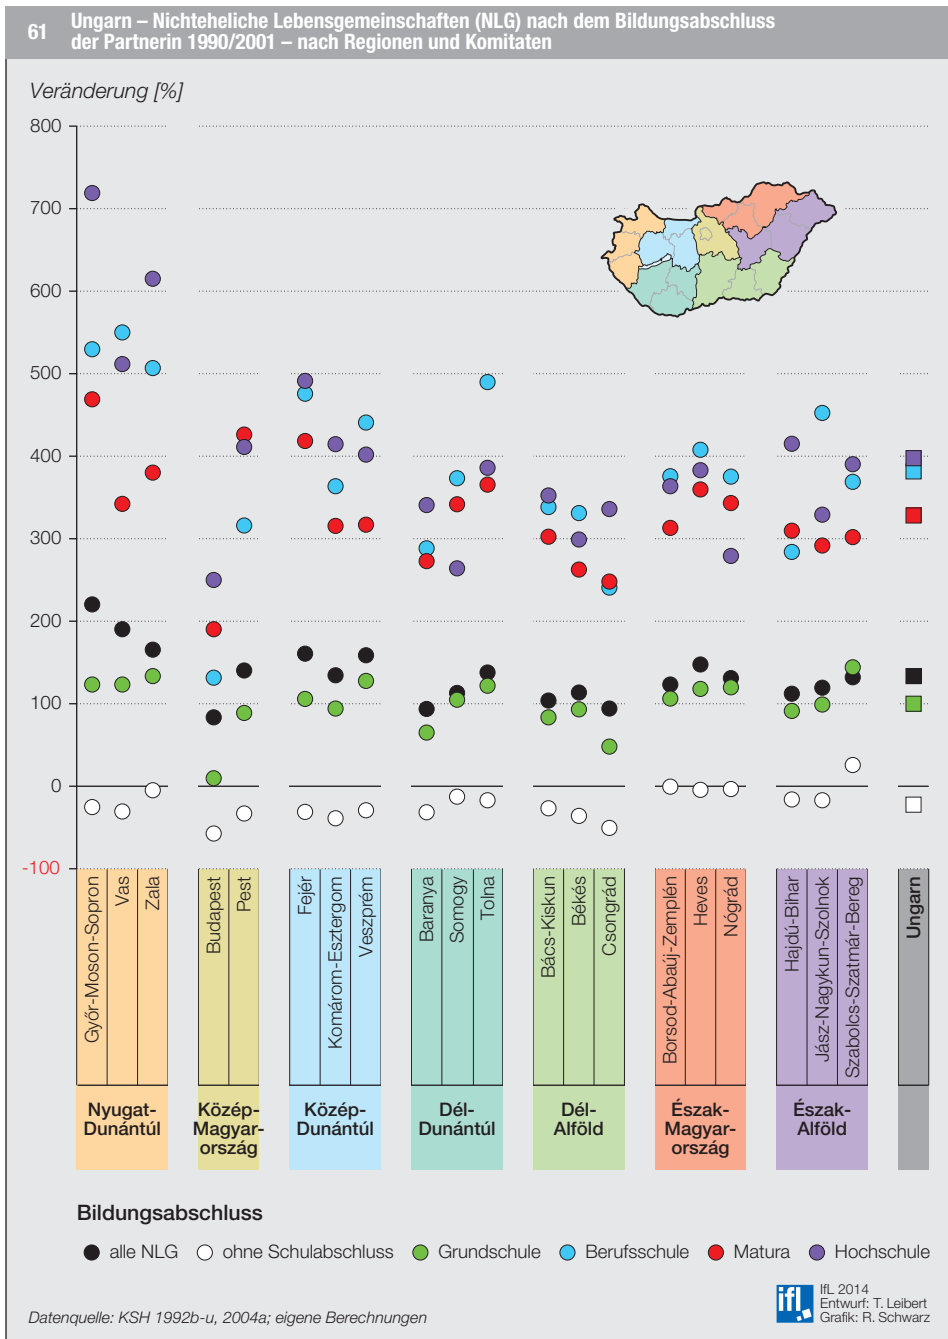 61
Ungarn – Nichteheliche Lebensgemeinschaften (NLG) nach dem Bildungsabschluss
der Partnerin 1990/2001 – nach Regionen und Komitaten
Veränderung [%]
800
700
600
500
400
300
200
100
0
-100
Győr-Moson-Sopron
Vas
Zala
Budapest
Pest
Fejér
Komárom-Esztergom
Veszprém
Baranya
Somogy
Tolna
Bács-Kiskun
Békés
Csongrád
Borsod-Abaúj-Zemplén
Heves
Nógrád
Hajdú-Bihar
Jász-Nagykun-Szolnok
Szabolcs-Szatmár-Bereg
Ungarn
Nyugat-
Dunántúl
Közép-
Magyar-
ország
Közép-
Dunántúl
Dél-
Dunántúl
Dél-
Alföld
Észak-
Magyar-
ország
Észak-
Alföld
Bildungsabschluss
alle NLG
ohne Schulabschluss
Grundschule
Berufsschule
Matura
Hochschule
Datenquelle: KSH 1992b-u, 2004a; eigene Berechnungen
ifl
IfL 2014
Entwurf: T. Leibert
Grafik: R. Schwarz